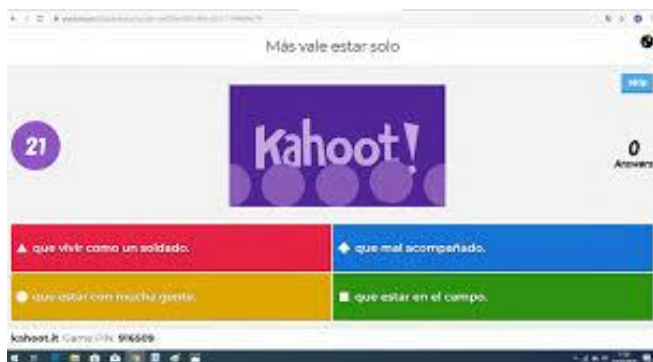 Más vale estar solo
Skip
21
Kahoot!
0
Answers
▲ que vivir como un soldado.
◆ que mal acompañado.
● que estar con mucha gente.
■ que estar en el campo.
kahoot.it Game PIN: 916509